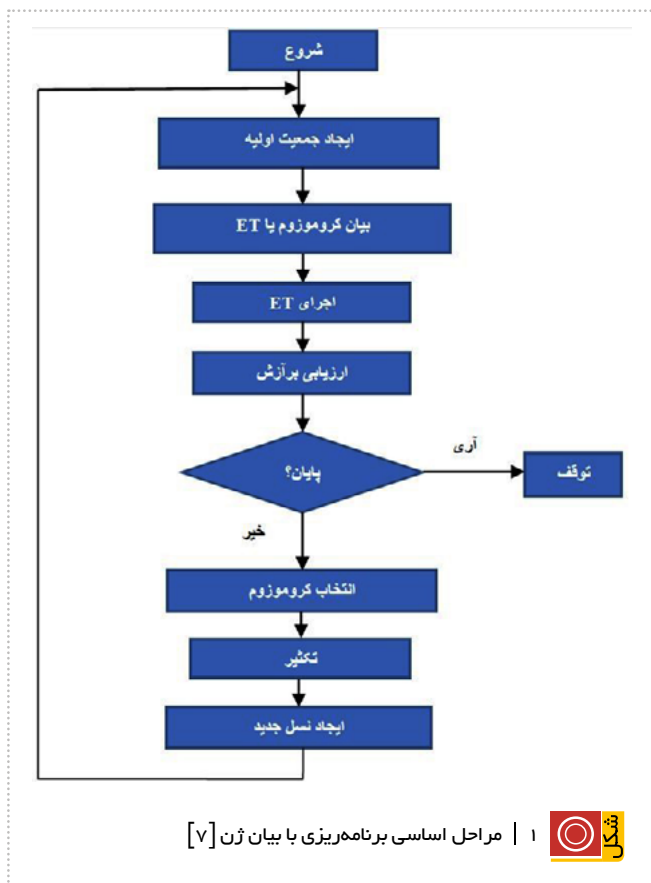 شروع
ایجاد جمعیت اولیه
بیان کروموزوم یا ET
اجرای ET
ارزیابی برآزش
پایان؟
آری
توقف
خیر
انتخاب کروموزوم
تکثیر
ایجاد نسل جدید
شکل ۱ | مراحل اساسی برنامه‌ریزی با بیان ژن [۷]